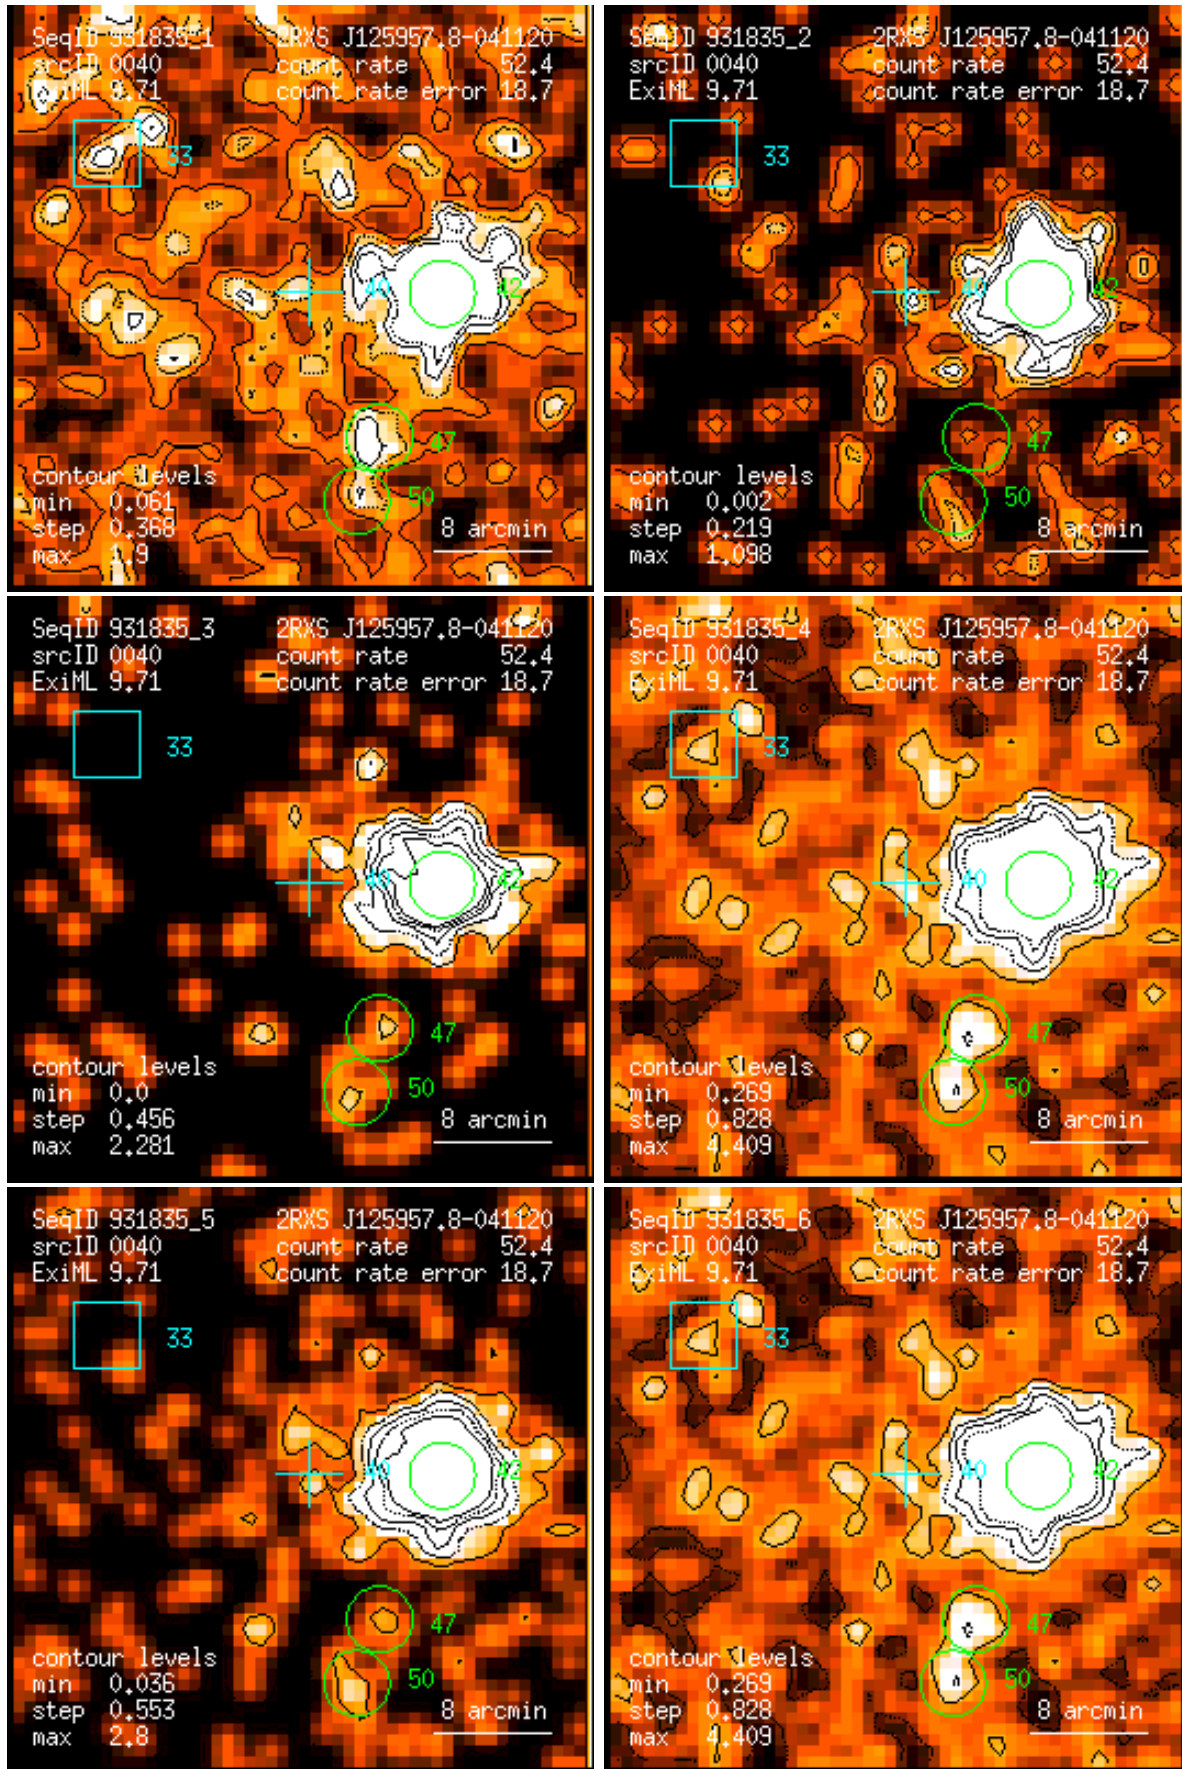 SeqID 931835_1 2RXS J125957.8-041120
srcID 0040 count rate 52.4
ExiML 9.71 count rate error 18.7
33
40 42
47
contour levels
min 0.061 50
step 0.368 8 arcmin
max 1.9
SeqID 931835_2 2RXS J125957.8-041120
srcID 0040 count rate 52.4
ExiML 9.71 count rate error 18.7
33
40 42
47
contour levels
min 0.002 50
step 0.219 8 arcmin
max 1.098
SeqID 931835_3 2RXS J125957.8-041120
srcID 0040 count rate 52.4
ExiML 9.71 count rate error 18.7
33
40 42
47
contour levels
min 0.0 50
step 0.456 8 arcmin
max 2.281
SeqID 931835_4 2RXS J125957.8-041120
srcID 0040 count rate 52.4
ExiML 9.71 count rate error 18.7
33
40 42
47
contour levels
min 0.269 50
step 0.828 8 arcmin
max 4.409
SeqID 931835_5 2RXS J125957.8-041120
srcID 0040 count rate 52.4
ExiML 9.71 count rate error 18.7
33
40 42
47
contour levels
min 0.036 50
step 0.553 8 arcmin
max 2.8
SeqID 931835_6 2RXS J125957.8-041120
srcID 0040 count rate 52.4
ExiML 9.71 count rate error 18.7
33
40 42
47
contour levels
min 0.269 50
step 0.828 8 arcmin
max 4.409